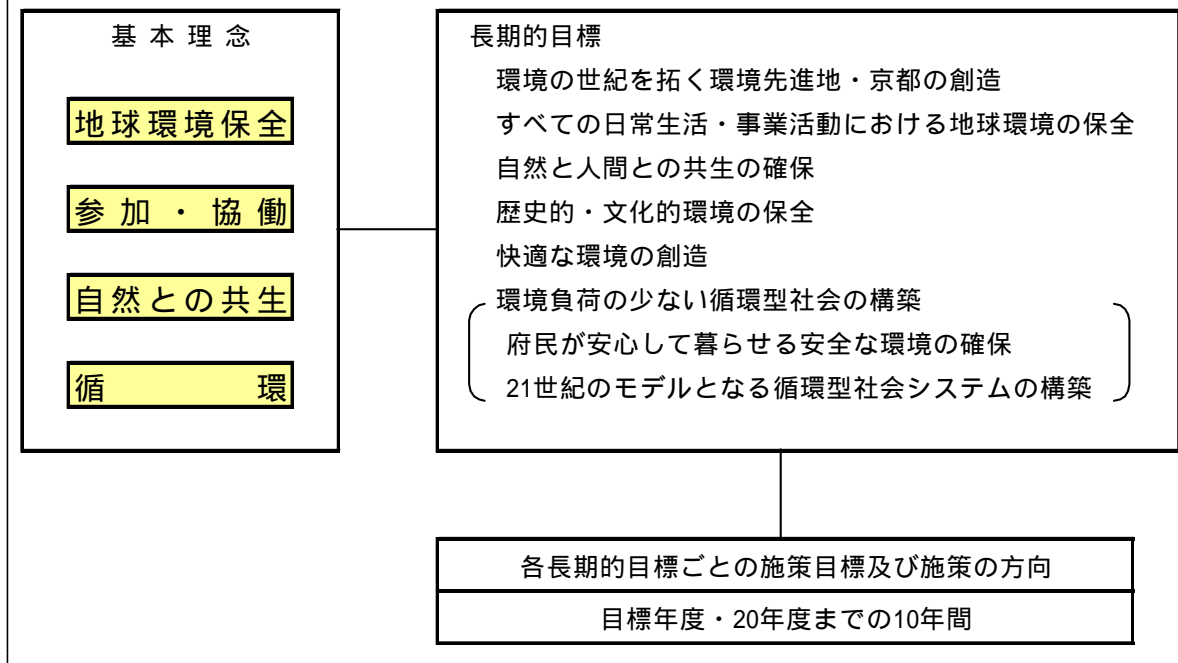 基本理念
地球環境保全
参加・協働
自然との共生
循環
長期的目標
環境の世紀を拓く環境先進地・京都の創造
すべての日常生活・事業活動における地球環境の保全
自然と人間との共生の確保
歴史的・文化的環境の保全
快適な環境の創造
環境負荷の少ない循環型社会の構築
府民が安心して暮らせる安全な環境の確保
21世紀のモデルとなる循環型社会システムの構築
各長期的目標ごとの施策目標及び施策の方向
目標年度・20年度までの10年間